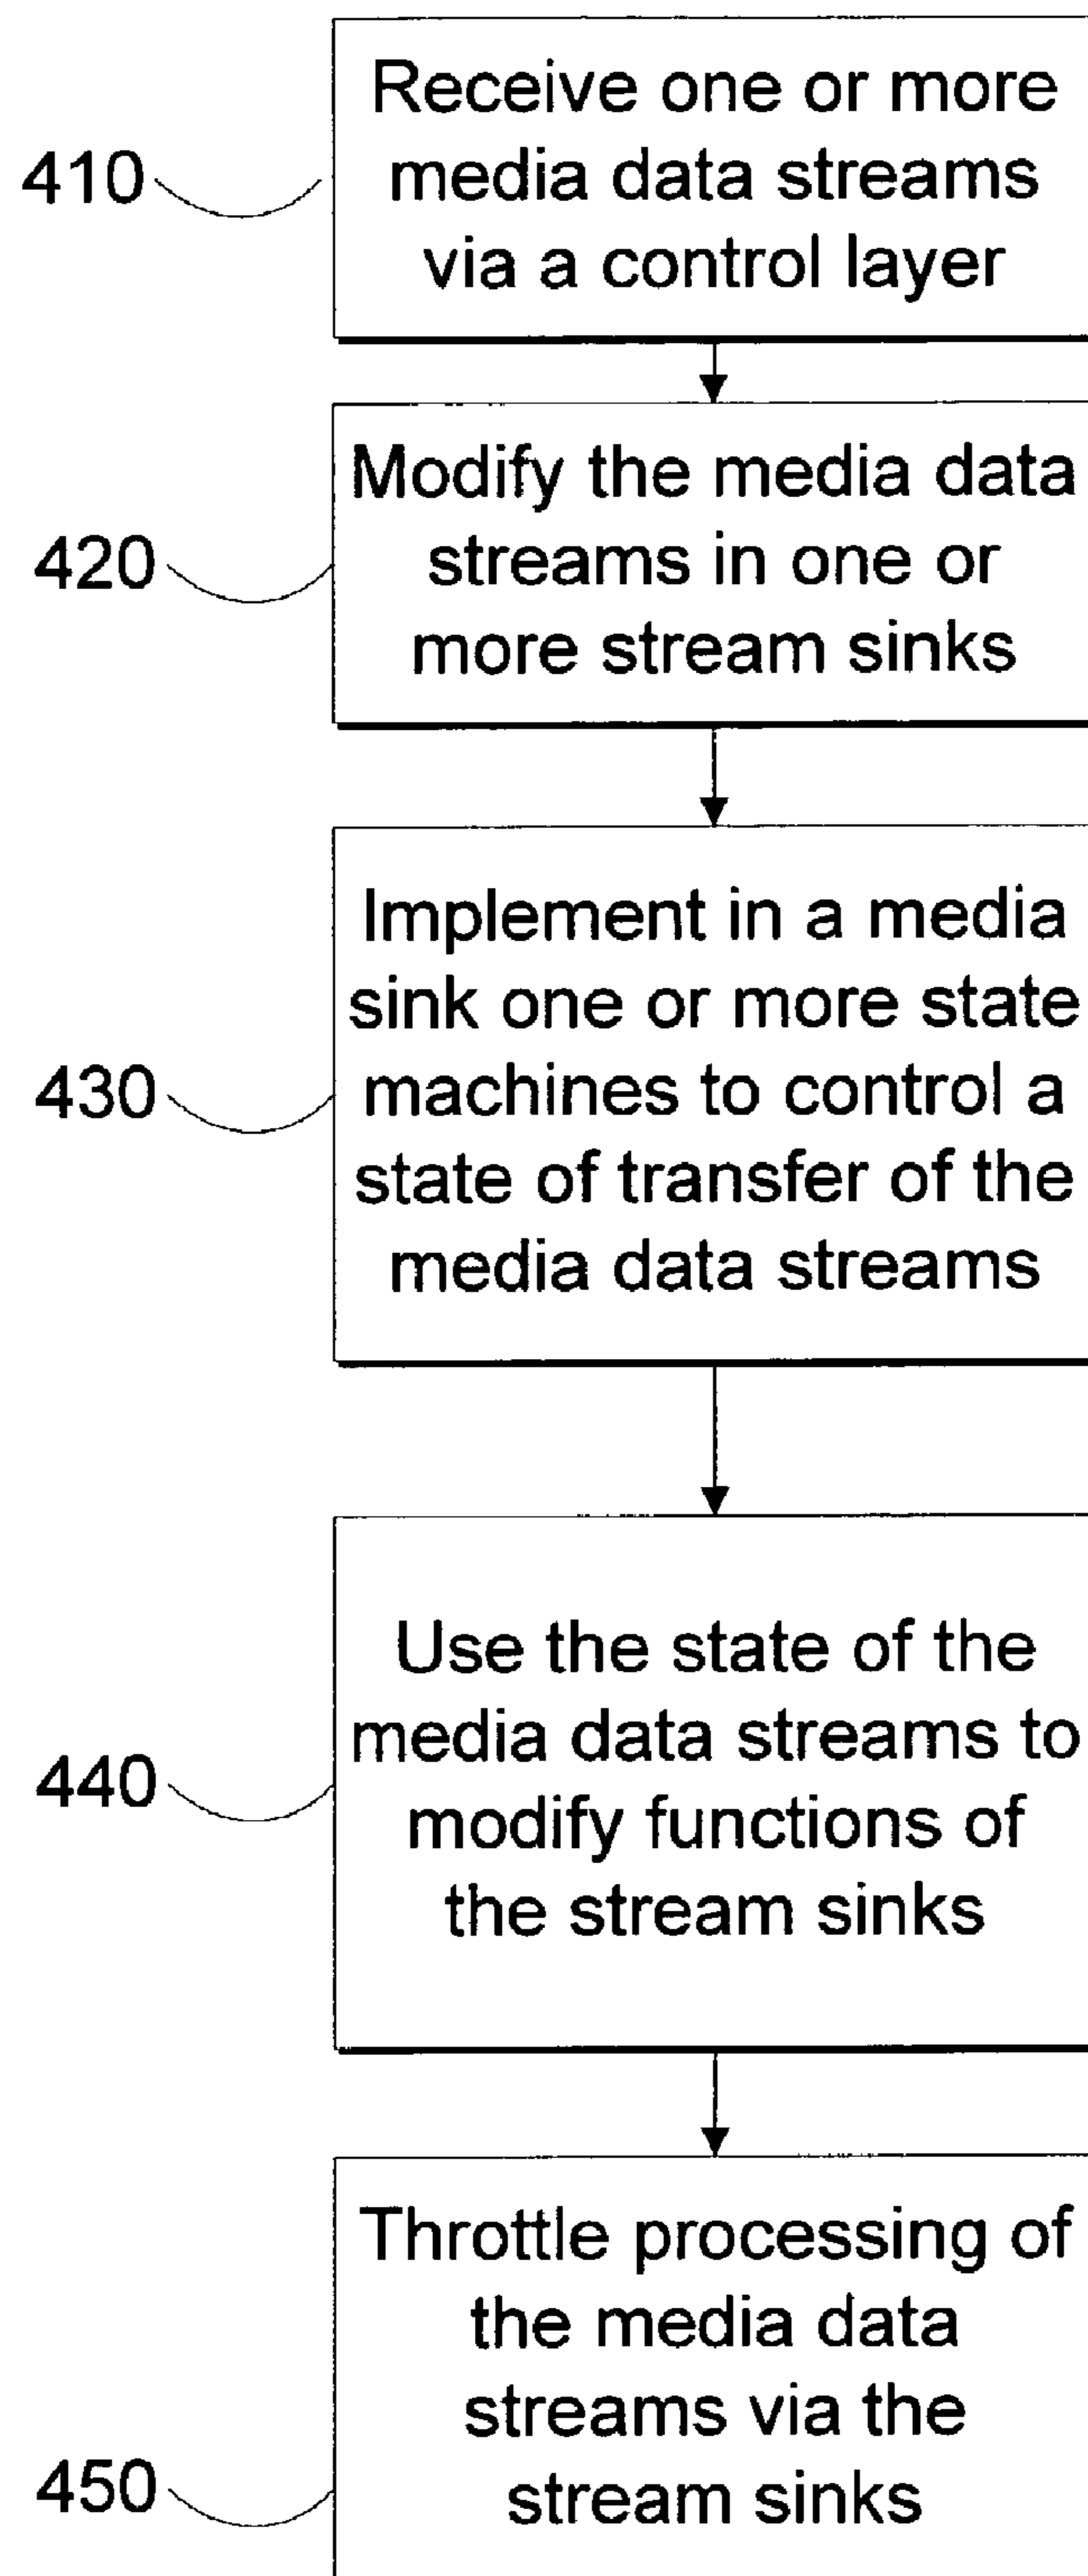 410
Receive one or more
media data streams
via a control layer
420
Modify the media data
streams in one or
more stream sinks
430
Implement in a media
sink one or more state
machines to control a
state of transfer of the
media data streams
440
Use the state of the
media data streams to
modify functions of
the stream sinks
450
Throttle processing of
the media data
streams via the
stream sinks